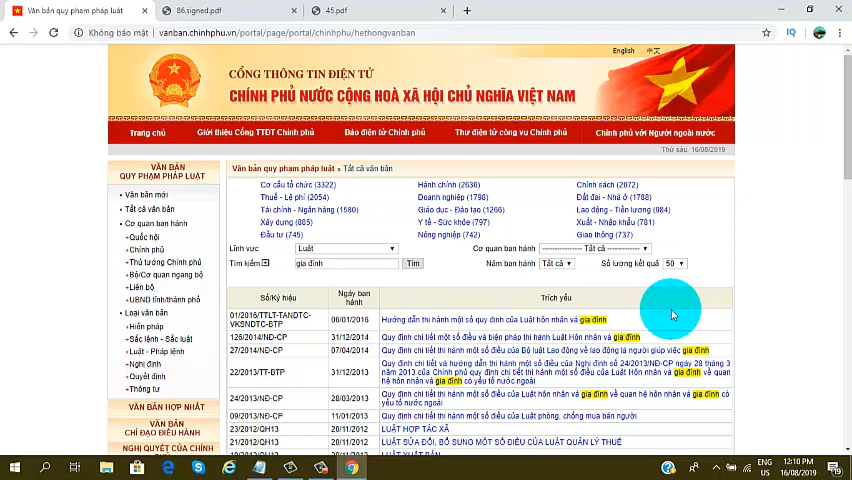 Văn bản quy phạm pháp luật
86.signed.pdf
45.pdf
Không bảo mật
vanban.chinhphu.vn/portal/page/portal/chinhphu/hethongvanban
IQ
English 中文
CỔNG THÔNG TIN ĐIỆN TỬ
CHÍNH PHỦ NƯỚC CỘNG HOÀ XÃ HỘI CHỦ NGHĨA VIỆT NAM
Trang chủ
Giới thiệu Cổng TTĐT Chính phủ
Báo điện tử Chính phủ
Thư điện tử công vụ Chính phủ
Chính phủ với Người nước ngoài
Thứ sáu, 16/08/2019
VĂN BẢN
QUY PHẠM PHÁP LUẬT
Văn bản mới
Tất cả văn bản
Cơ quan ban hành
+Quốc hội
+Chính phủ
+Thủ tướng Chính phủ
+Bộ/Cơ quan ngang bộ
+Liên bộ
+UBND tỉnh/thành phố
Loại văn bản
+Hiến pháp
+Sắc lệnh - Sắc luật
+Luật - Pháp lệnh
+Nghị định
+Quyết định
+Thông tư
VĂN BẢN HỢP NHẤT
VĂN BẢN
CHỈ ĐẠO ĐIỀU HÀNH
NGHỊ QUYẾT CỦA CHÍNH
Văn bản quy phạm pháp luật » Tất cả văn bản
Cơ cấu tổ chức (3322)
Hành chính (2636)
Chính sách (2072)
Thuế - Lệ phí (2054)
Doanh nghiệp (1798)
Đất đai - Nhà ở (1788)
Tài chính - Ngân hàng (1580)
Giáo dục - Đào tạo (1266)
Lao động - Tiền lương (984)
Xây dựng (885)
Y tế - Sức khỏe (797)
Xuất - Nhập khẩu (781)
Đầu tư (745)
Nông nghiệp (742)
Giao thông (737)
Lĩnh vực
Luật
Cơ quan ban hành
--------------- Tất cả -------------
Tìm kiếm
gia đình
Tìm
Năm ban hành
Tất cả
Số lượng kết quả
50
Số/Ký hiệu
Ngày ban
hành
Trích yếu
01/2016/TTLT-TANDTC-
VKSNDTC-BTP
06/01/2016
Hướng dẫn thi hành một số quy định của Luật hôn nhân và gia đình
126/2014/NĐ-CP
31/12/2014
Quy định chi tiết một số điều và biện pháp thi hành Luật Hôn nhân và gia đình
27/2014/NĐ-CP
07/04/2014
Quy định chi tiết thi hành một số điều của Bộ luật Lao động về lao động là người giúp việc gia đình
22/2013/TT-BTP
31/12/2013
Quy định chi tiết và hướng dẫn thi hành một số điều của Nghị định số 24/2013/NĐ-CP ngày 28 tháng 3
năm 2013 của Chính phủ quy định chi tiết thi hành một số điều của Luật Hôn nhân và gia đình về quan
hệ hôn nhân và gia đình có yếu tố nước ngoài
24/2013/NĐ-CP
28/03/2013
Quy định chi tiết thi hành một số điều của Luật hôn nhân và gia đình về quan hệ hôn nhân và gia đình có
yếu tố nước ngoài
09/2013/NĐ-CP
11/01/2013
Quy định chi tiết thi hành một số điều của Luật phòng, chống mua bán người
23/2012/QH13
20/11/2012
LUẬT HỢP TÁC XÃ
21/2012/QH13
20/11/2012
LUẬT SỬA ĐỔI, BỔ SUNG MỘT SỐ ĐIỀU CỦA LUẬT QUẢN LÝ THUẾ
20/11/2012
LUẬT XUẤT BẢN
ENG
US
12:10 PM
16/08/2019
19